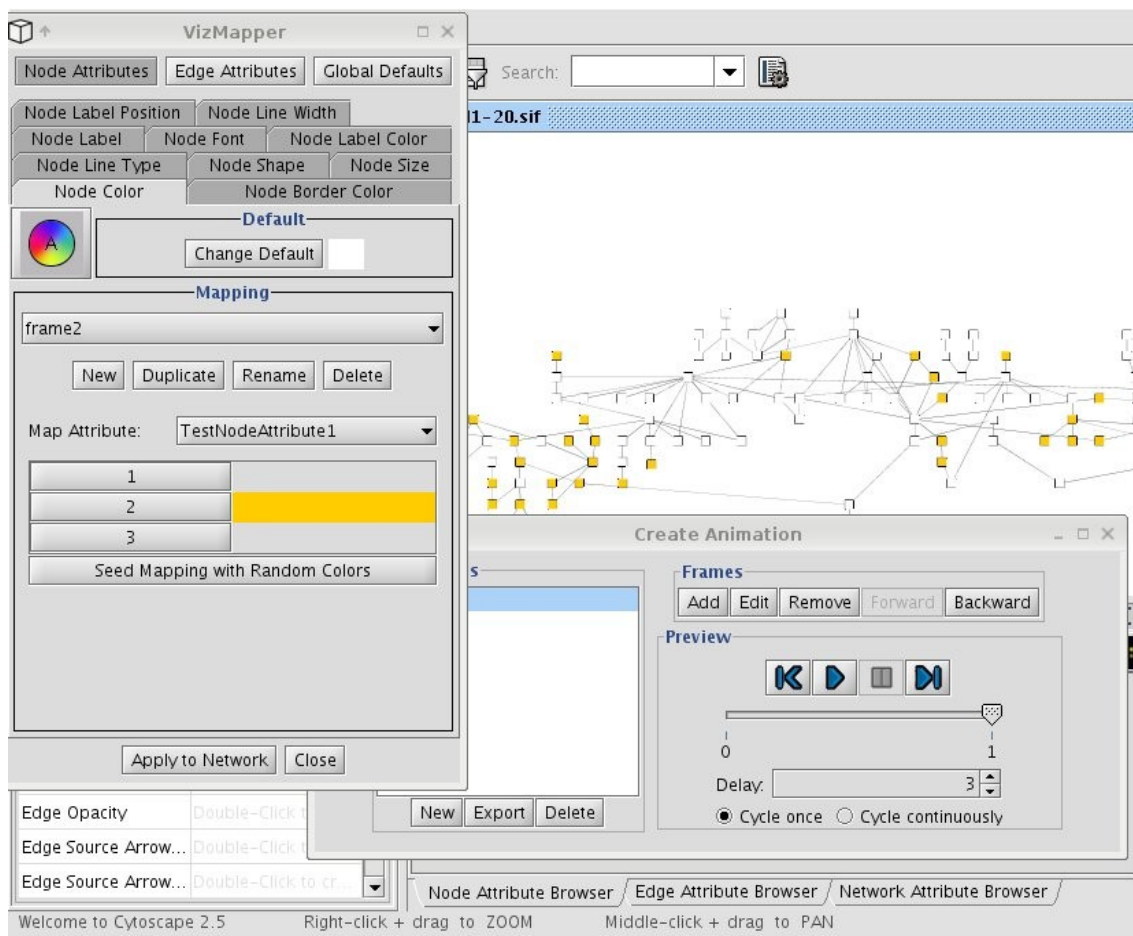 VizMapper
Node Attributes Edge Attributes Global Defaults
Search:
1-20.sif
Node Label Position Node Line Width
Node Label Node Font Node Label Color
Node Line Type Node Shape Node Size
Node Color Node Border Color
Default
A
Change Default
Mapping
frame2
New Duplicate Rename Delete
Map Attribute: TestNodeAttribute1
1
2
3
Seed Mapping with Random Colors
Apply to Network Close
Create Animation
s
Frames
Add Edit Remove Forward Backward
Preview
0 1
Delay: 3
Cycle once Cycle continuously
New Export Delete
Edge Opacity Double-Click t
Edge Source Arrow... Double-Click t
Edge Source Arrow... Double-Click to cr...
Node Attribute Browser Edge Attribute Browser Network Attribute Browser
Welcome to Cytoscape 2.5 Right-click + drag to ZOOM Middle-click + drag to PAN